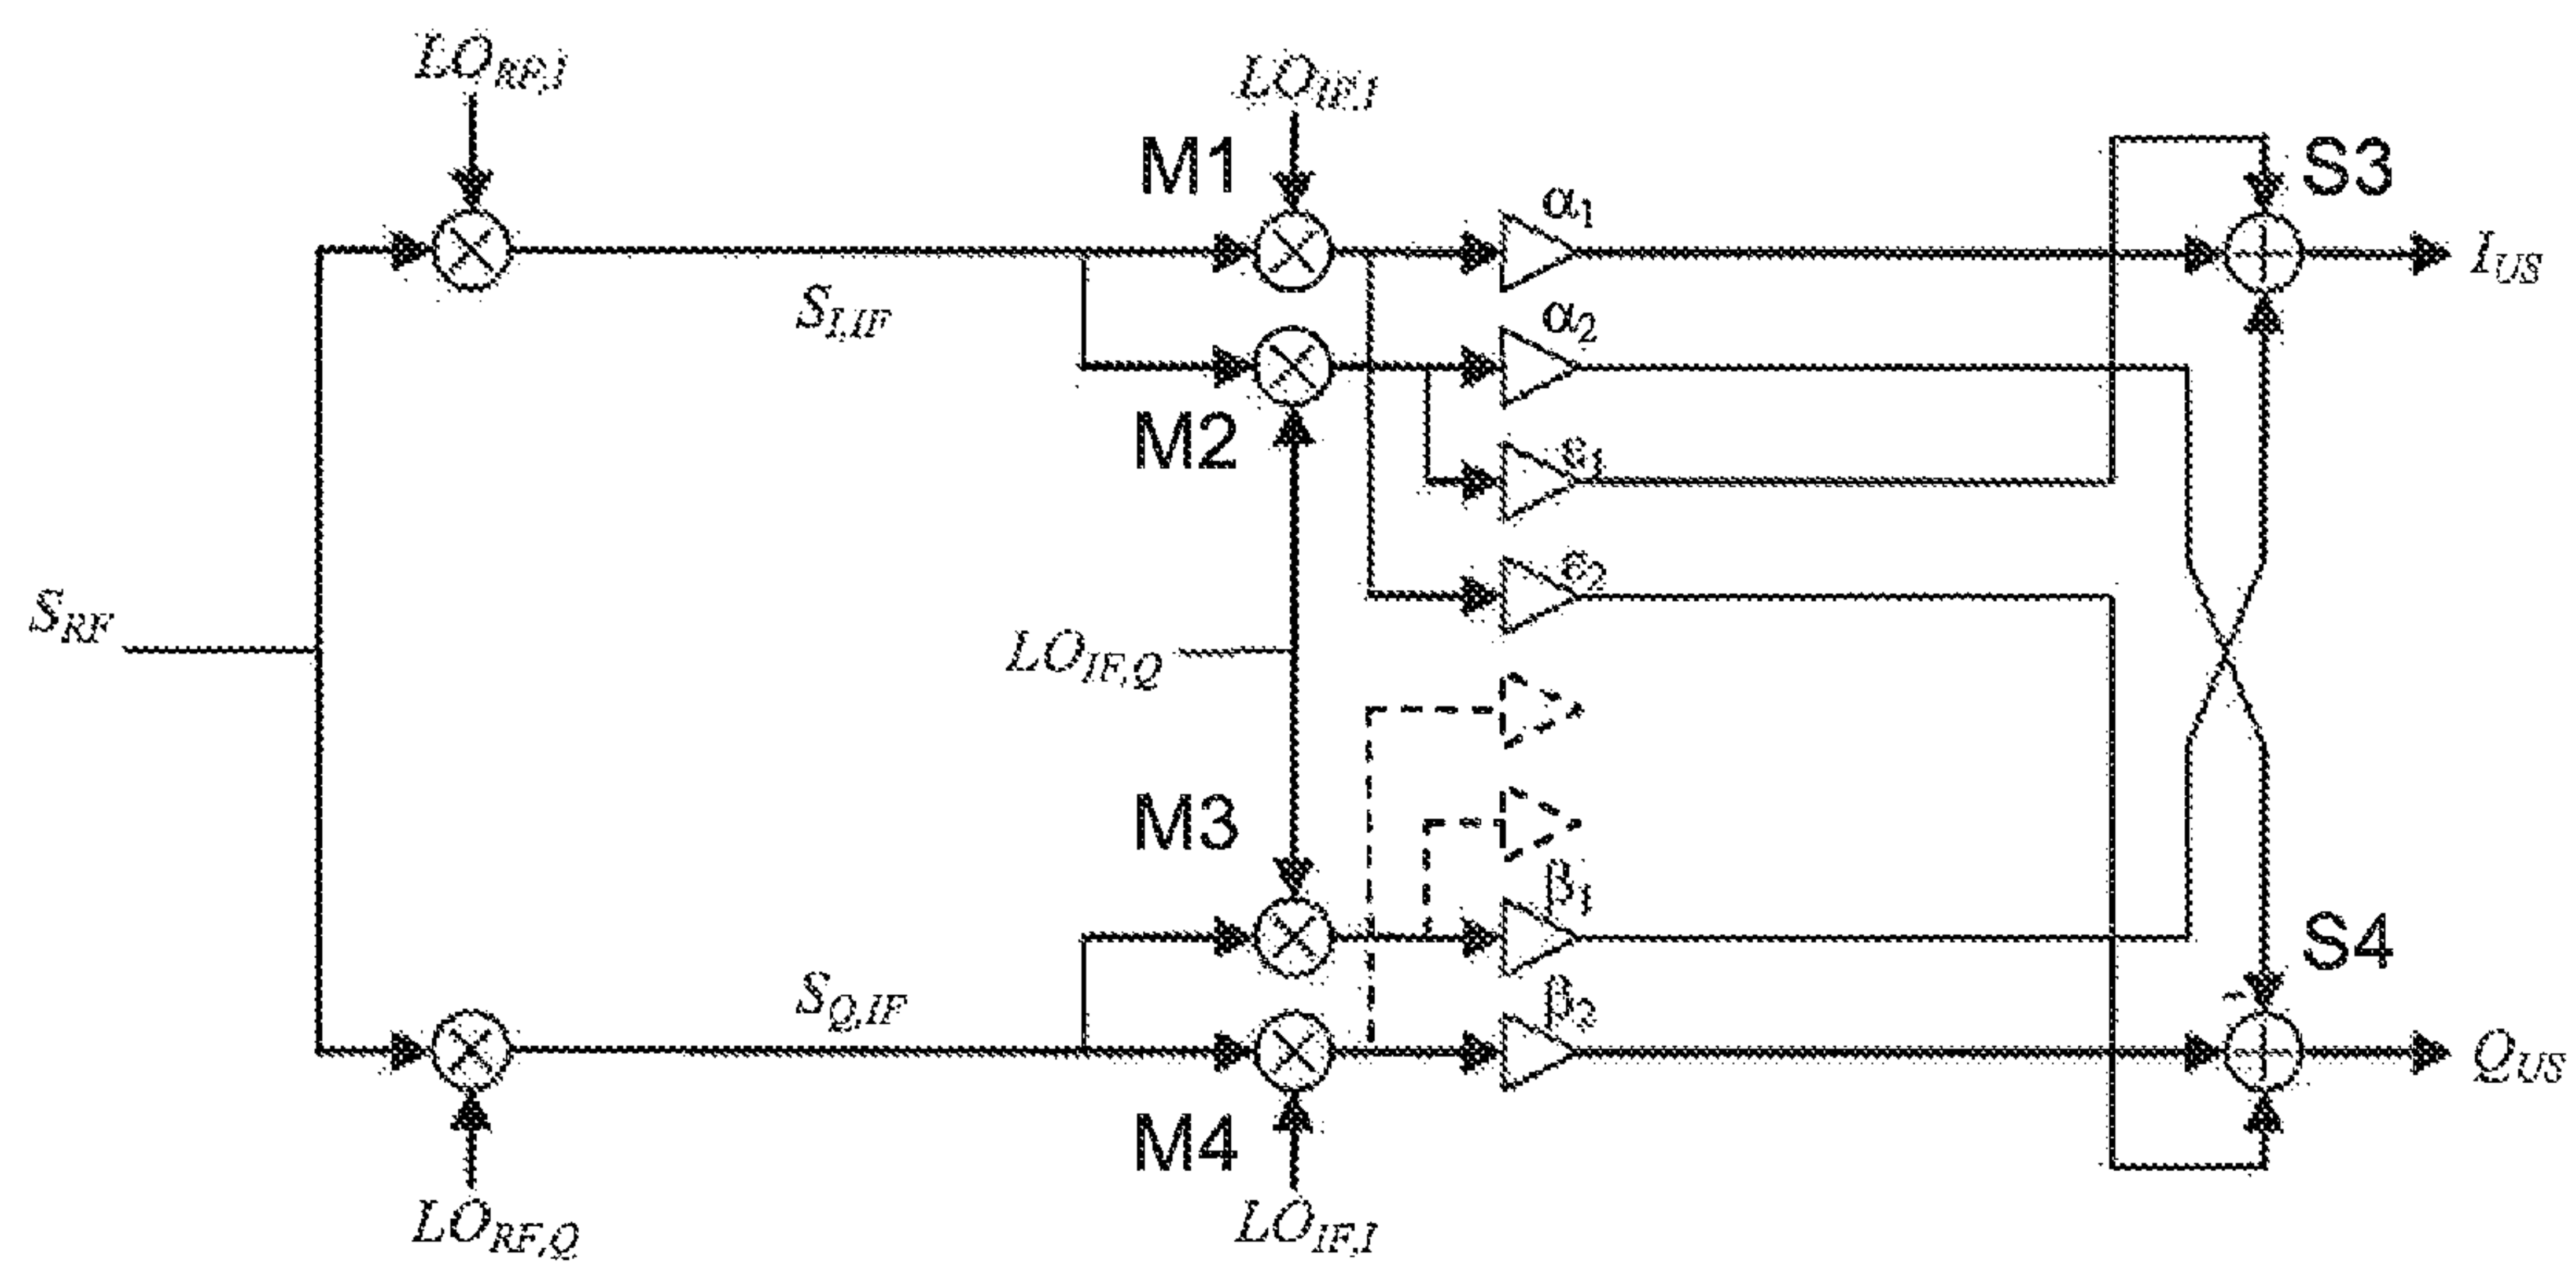 LO_RF,I
LO_IF,I
M1
S3
α₁
I_US
S_I,IF
α₂
M2
ε₁
ε₂
S_RF
LO_IF,Q
M3
β₁
S4
-
S_Q,IF
β₂
Q_US
M4
LO_RF,Q
LO_IF,I